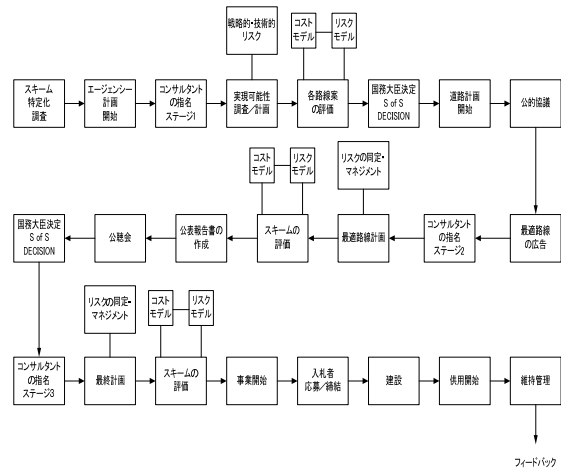 戦略的・技術的
リスク
コスト
モデル
リスク
モデル
スキーム
特定化
調査
エージェンシー
計画
開始
コンサルタント
の指名
ステージ1
実現可能性
調査/計画
各路線案
の評価
国務大臣決定
S of S
DECISION
道路計画
開始
公的協議
コスト
モデル
リスク
モデル
リスクの同定・
マネジメント
国務大臣決定
S of S
DECISION
公聴会
公表報告書の
作成
スキームの
評価
最適路線計画
コンサルタント
の指名
ステージ2
最適路線
の広告
リスクの同定・
マネジメント
コスト
モデル
リスク
モデル
コンサルタント
の指名
ステージ3
最終計画
スキームの
評価
事業開始
入札者
応募/締結
建設
供用開始
維持管理
フィードバック